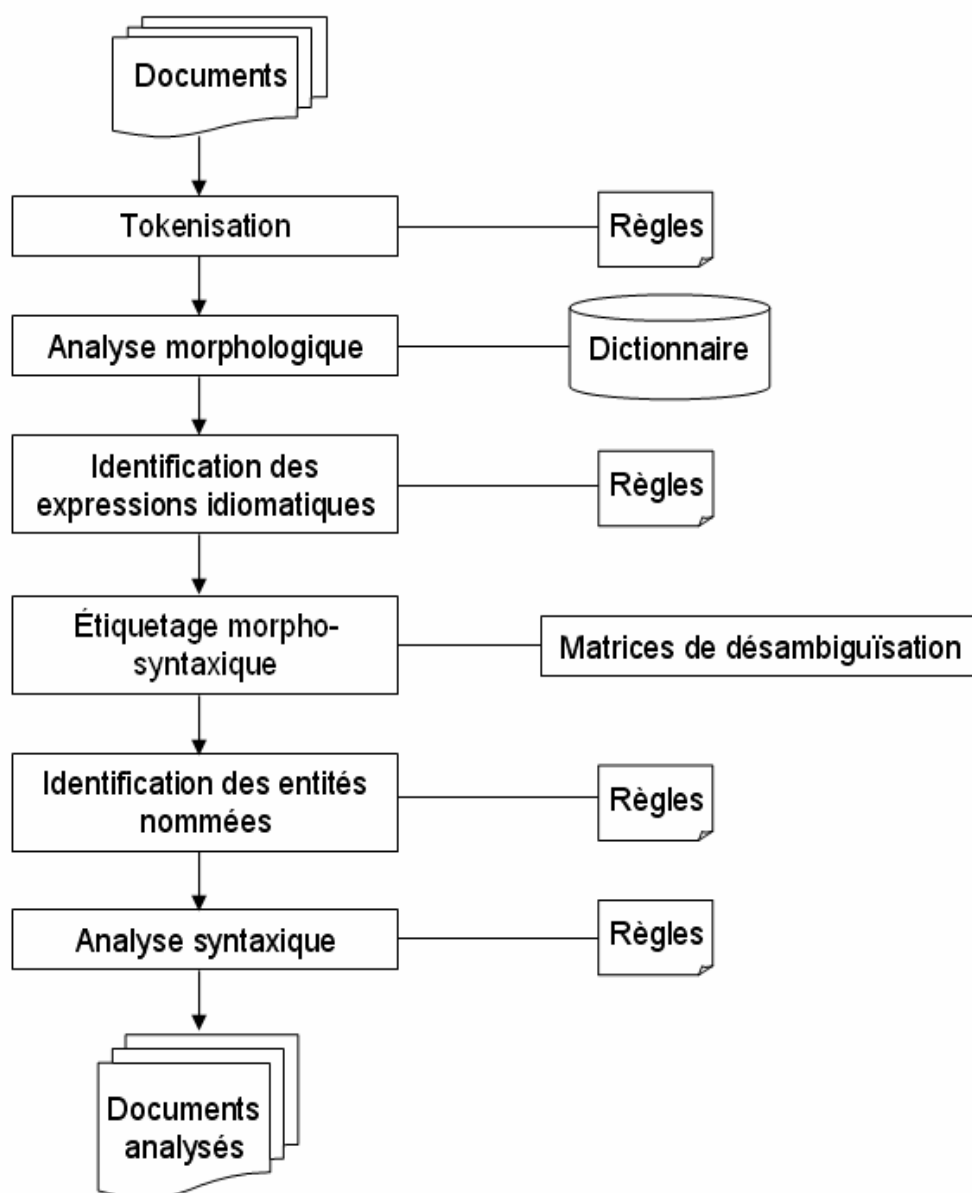 Documents
Tokenisation
Règles
Analyse morphologique
Dictionnaire
Identification des
expressions idiomatiques
Règles
Étiquetage morpho-
syntaxique
Matrices de désambiguïsation
Identification des entités
nommées
Règles
Analyse syntaxique
Règles
Documents
analysés